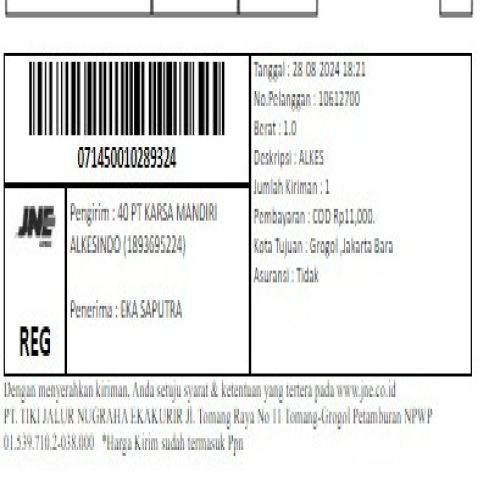 071450010289324
JNE
REG
Pengirim : 40 PT KARSA MANDIRI
ALKESINDO (1893695224)
Penerima : EKA SAPUTRA
Tanggal : 28-08-2024 18:21
No.Pelanggan : 10612700
Berat : 1.0
Deskripsi : ALKES
Jumlah Kiriman : 1
Pembayaran : COD Rp11,000.
Kota Tujuan : Grogol ,Jakarta Bara
Asuransi : Tidak
Dengan menyerahkan kiriman, Anda setuju syarat & ketentuan yang tertera pada www.jne.co.id
PT. TIKI JALUR NUGRAHA EKAKURIR Jl. Tomang Raya No 11 Tomang-Grogol Petamburan NPWP
01.539.710.2-038.000 *Harga Kirim sudah termasuk Ppn